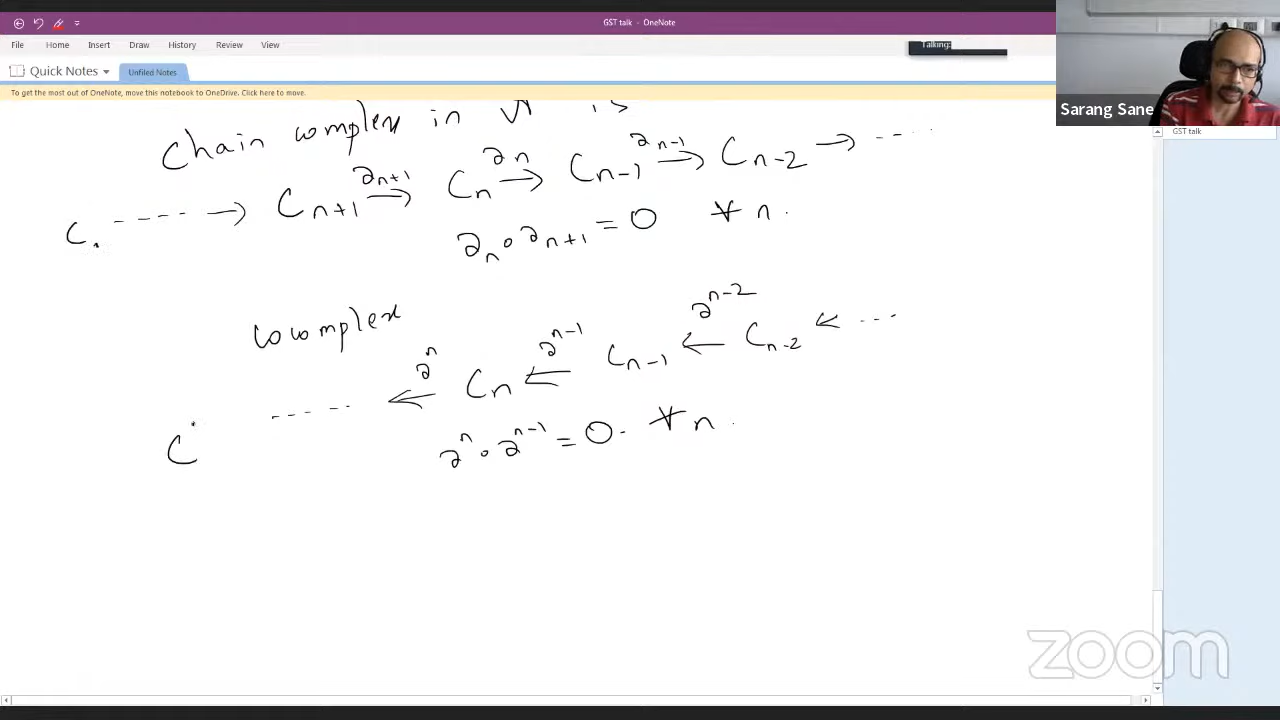 GST talk - OneNote
File Home Insert Draw History Review View
Talking:
Quick Notes Unfiled Notes
To get the most out of OneNote, move this notebook to OneDrive. Click here to move.
Sarang Sane
GST talk
Chain complex in is
C. ---- → Cn+1 ∂n+1→ Cn ∂n→ Cn-1 ∂n-1→ Cn-2 → ----
∂n ∘ ∂n+1 = 0 ∀ n.
cocomplex
C˙ ----- ←∂^n Cn ←∂^n-1 Cn-1 ←∂^n-2 Cn-2 ← ---
∂^n ∘ ∂^n-1 = 0. ∀ n.
zoom